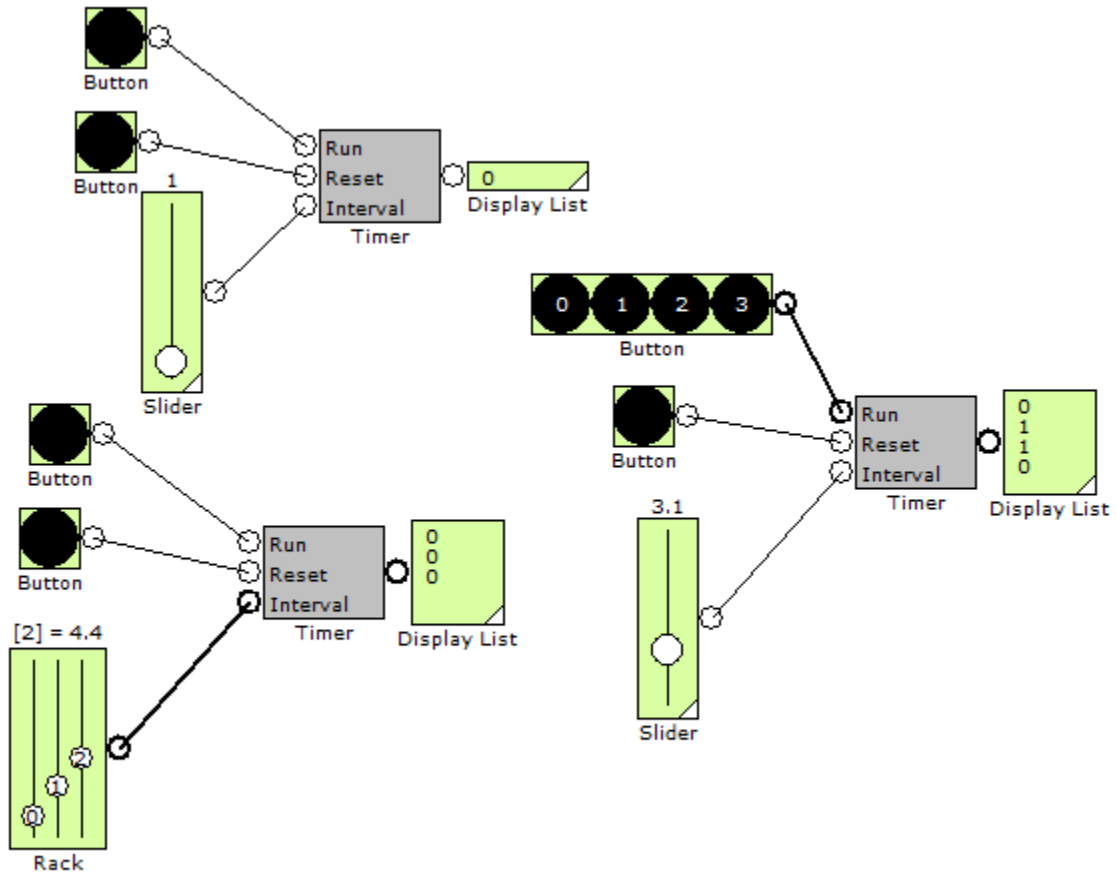 Button
Button
1
Run
Reset
Interval
Timer
0
Display List
Slider
0 1 2 3
Button
Button
Run
Reset
Interval
Timer
0
1
1
0
Display List
3.1
Slider
Button
Button
Run
Reset
Interval
Timer
0
0
0
Display List
[2] = 4.4
0 1 2
Rack